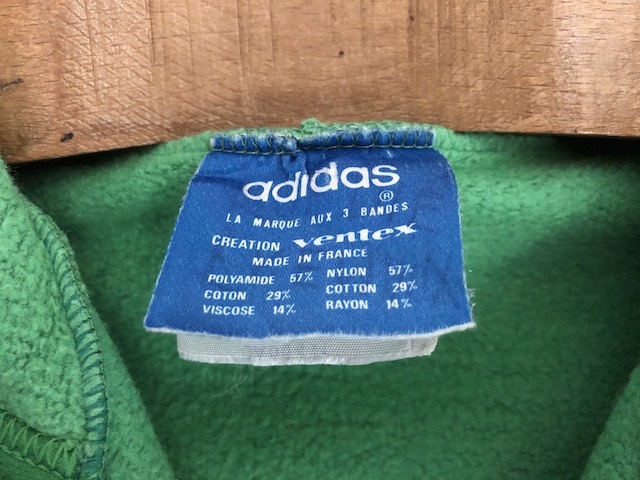 adidas ®
LA MARQUE AUX 3 BANDES
CREATION ventex
MADE IN FRANCE
POLYAMIDE 57% NYLON 57%
COTON 29% COTTON 29%
VISCOSE 14% RAYON 14%